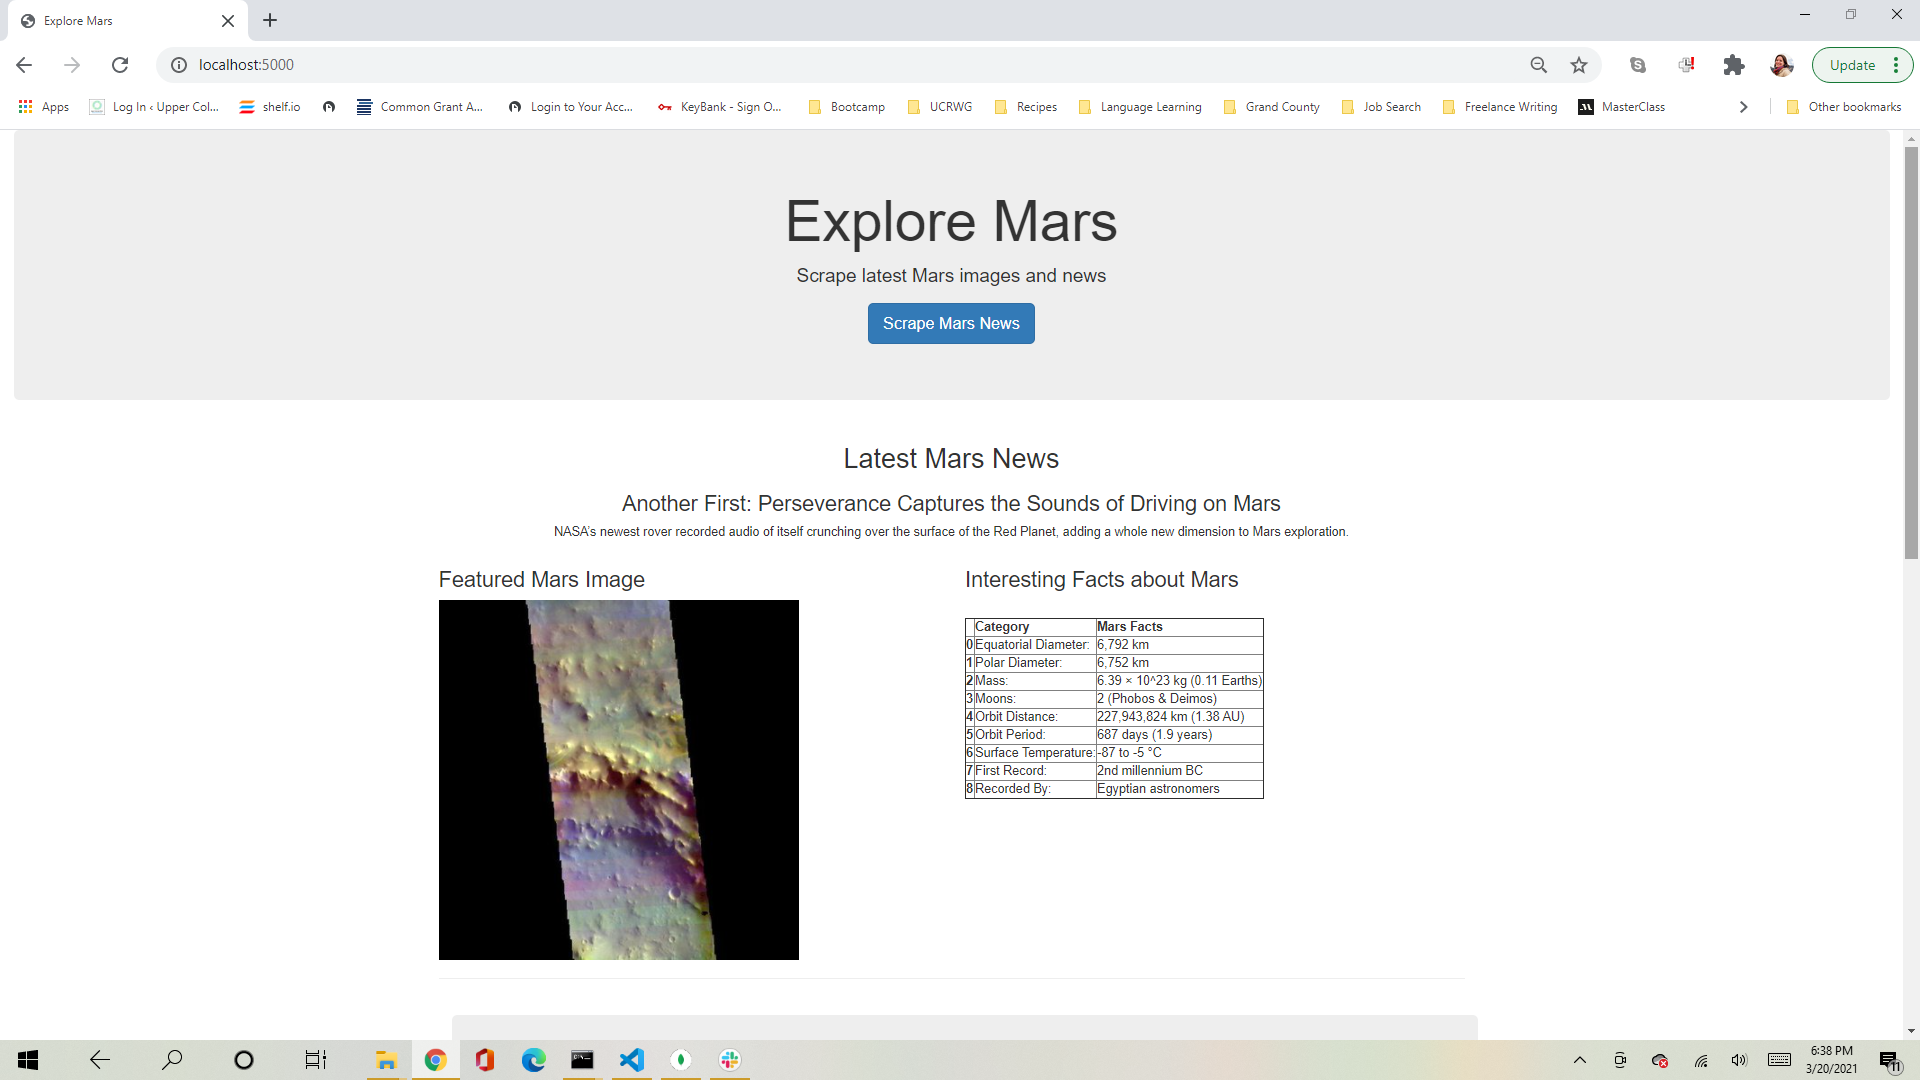 Explore Mars
localhost:5000
Update
Apps
Log In ‹ Upper Col...
shelf.io
Common Grant A...
Login to Your Acc...
KeyBank - Sign O...
Bootcamp
UCRWG
Recipes
Language Learning
Grand County
Job Search
Freelance Writing
MasterClass
Other bookmarks
Explore Mars
Scrape latest Mars images and news
Scrape Mars News
Latest Mars News
Another First: Perseverance Captures the Sounds of Driving on Mars
NASA's newest rover recorded audio of itself crunching over the surface of the Red Planet, adding a whole new dimension to Mars exploration.
Featured Mars Image
Interesting Facts about Mars
Category Mars Facts
0 Equatorial Diameter: 6,792 km
1 Polar Diameter: 6,752 km
2 Mass: 6.39 × 10^23 kg (0.11 Earths)
3 Moons: 2 (Phobos & Deimos)
4 Orbit Distance: 227,943,824 km (1.38 AU)
5 Orbit Period: 687 days (1.9 years)
6 Surface Temperature: -87 to -5 °C
7 First Record: 2nd millennium BC
8 Recorded By: Egyptian astronomers
6:38 PM
3/20/2021
11